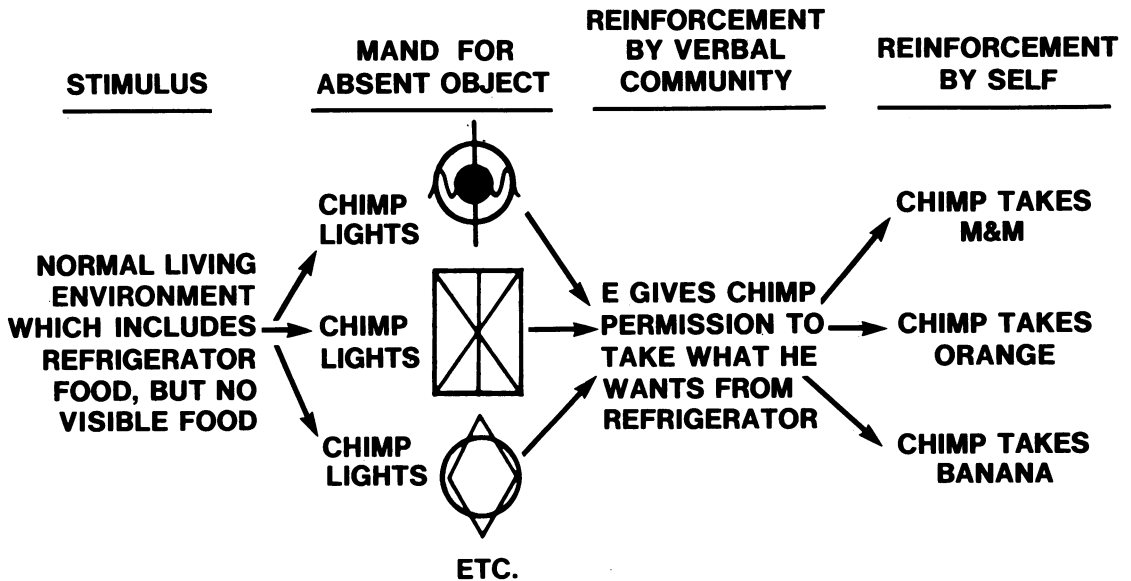 STIMULUS
MAND FOR
ABSENT OBJECT
REINFORCEMENT
BY VERBAL
COMMUNITY
REINFORCEMENT
BY SELF
NORMAL LIVING
ENVIRONMENT
WHICH INCLUDES
REFRIGERATOR
FOOD, BUT NO
VISIBLE FOOD
CHIMP
LIGHTS
CHIMP
LIGHTS
CHIMP
LIGHTS
ETC.
E GIVES CHIMP
PERMISSION TO
TAKE WHAT HE
WANTS FROM
REFRIGERATOR
CHIMP TAKES
M&M
CHIMP TAKES
ORANGE
CHIMP TAKES
BANANA